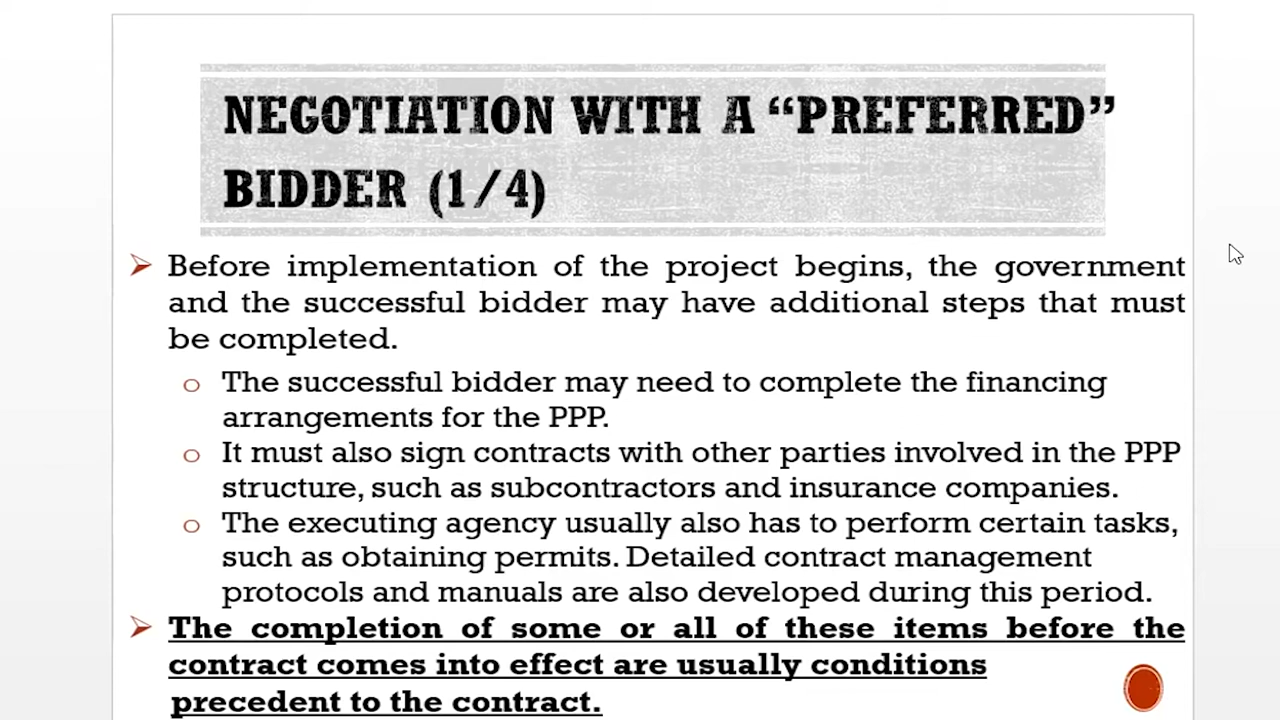 NEGOTIATION WITH A “PREFERRED”
BIDDER (1/4)
Before implementation of the project begins, the government
and the successful bidder may have additional steps that must
be completed.
The successful bidder may need to complete the financing
arrangements for the PPP.
It must also sign contracts with other parties involved in the PPP
structure, such as subcontractors and insurance companies.
The executing agency usually also has to perform certain tasks,
such as obtaining permits. Detailed contract management
protocols and manuals are also developed during this period.
The completion of some or all of these items before the
contract comes into effect are usually conditions
precedent to the contract.